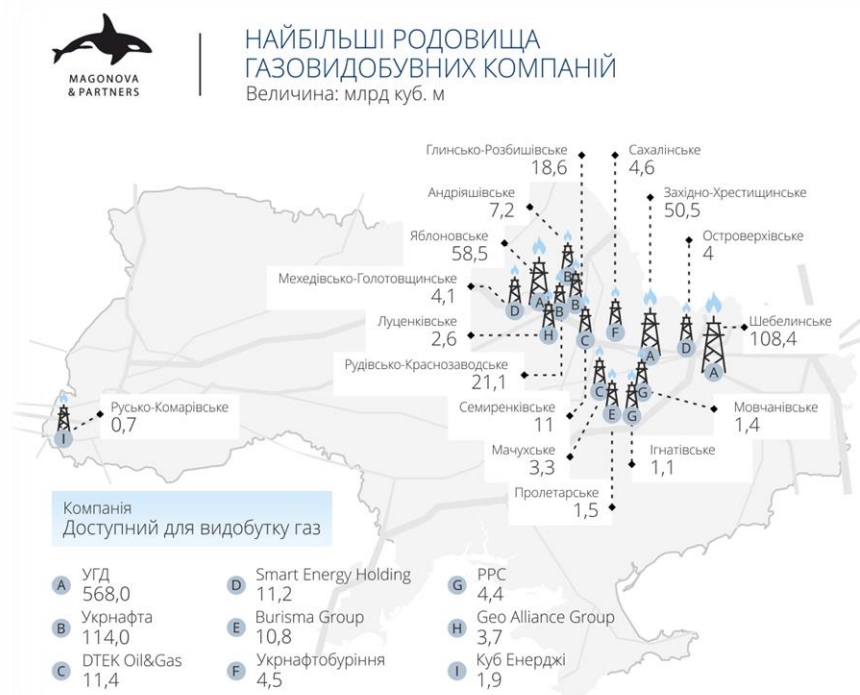 MAGONOVA
& PARTNERS
НАЙБІЛЬШІ РОДОВИЩА
ГАЗОВИДОБУВНИХ КОМПАНІЙ
Величина: млрд куб. м
Глинсько-Розбишівське
18,6
Сахалінське
4,6
Андріяшівське
7,2
Західно-Хрестищинське
50,5
Яблоновське
58,5
Островерхівське
4
Мехедівсько-Голотовщинське
4,1
Луценківське
2,6
Шебелинське
108,4
Рудівсько-Краснозаводське
21,1
Русько-Комарівське
0,7
Семиренківське
11
Мовчанівське
1,4
Мачухське
3,3
Ігнатівське
1,1
Пролетарське
1,5
B
A
B
B
D
H
C
F
A
D
A
C
E
G
G
I
Компанія
Доступний для видобутку газ
A УГД
568,0
B Укрнафта
114,0
C DTEK Oil&Gas
11,4
D Smart Energy Holding
11,2
E Burisma Group
10,8
F Укрнафтобуріння
4,5
G РРС
4,4
H Geo Alliance Group
3,7
I Куб Енерджі
1,9